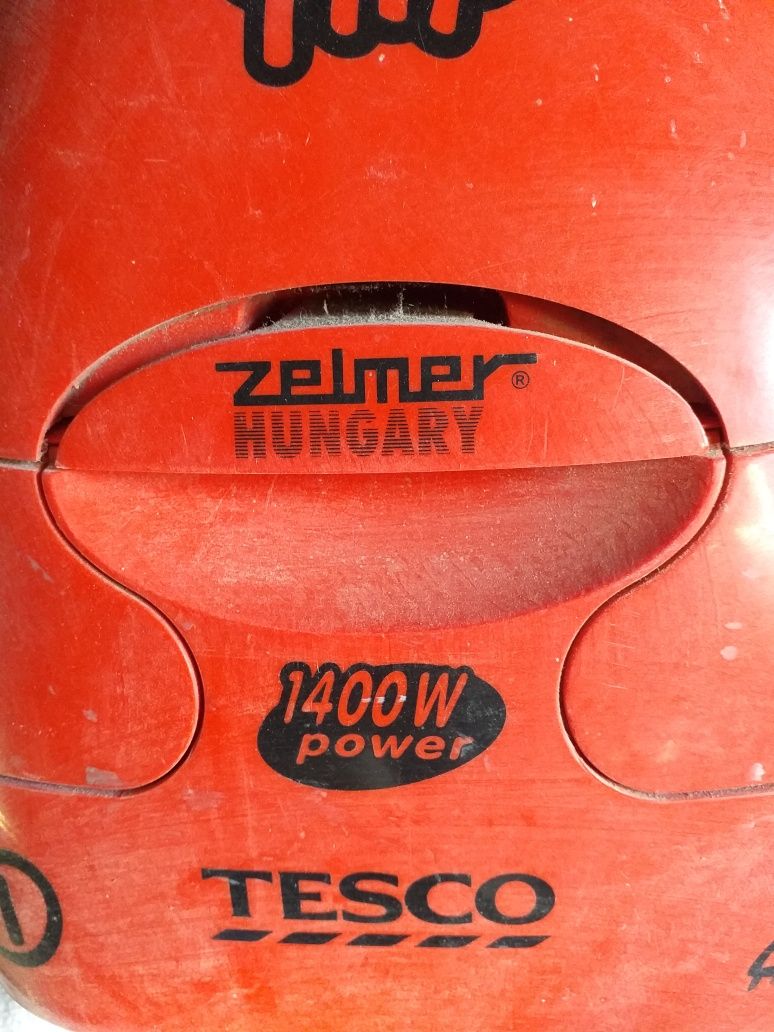 zelmer®
HUNGARY
1400W
power
TESCO